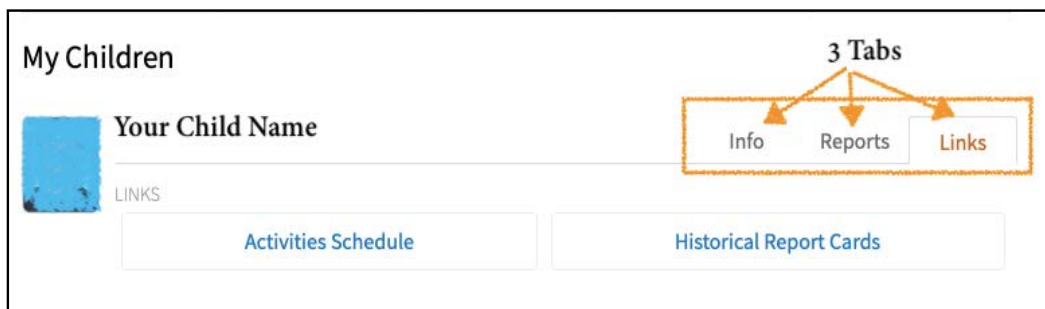 My Children
3 Tabs
Your Child Name
Info Reports Links
LINKS
Activities Schedule Historical Report Cards